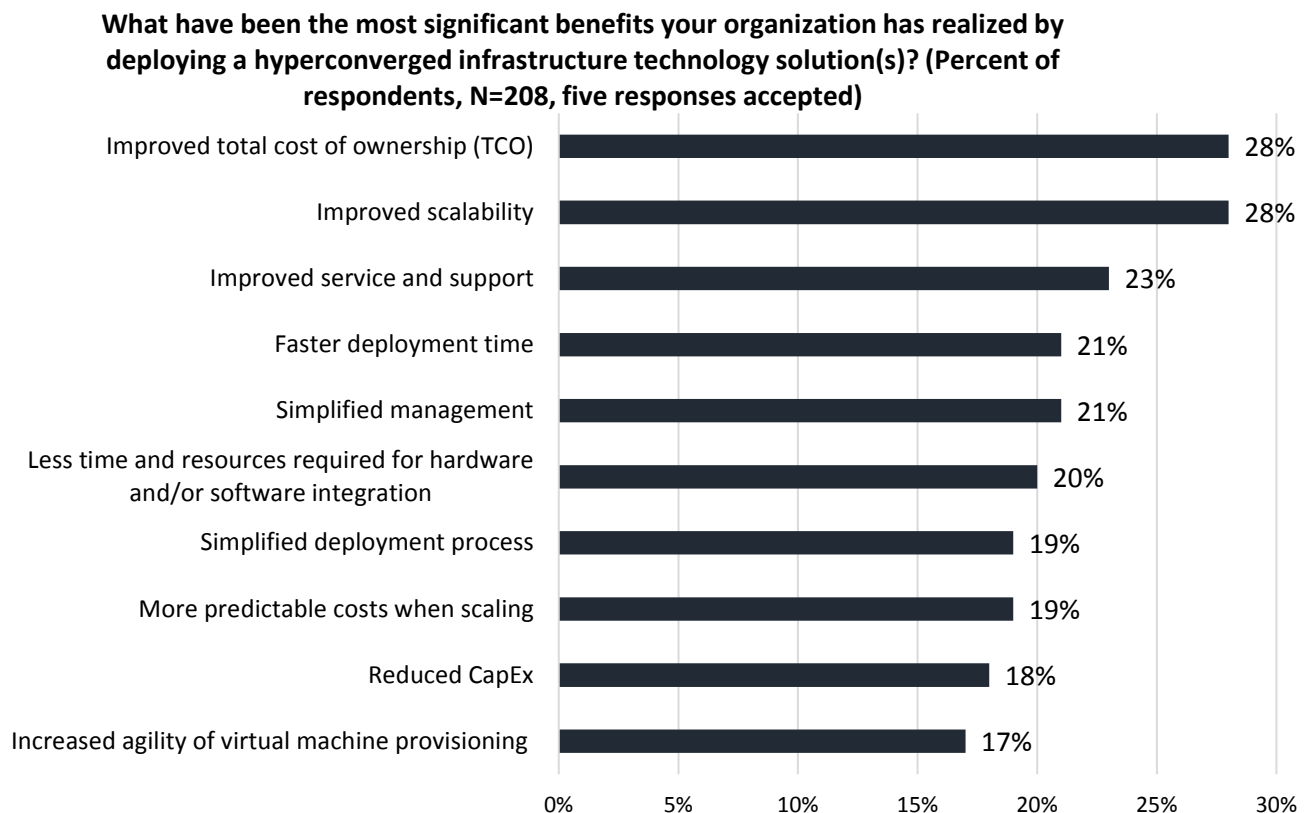 What have been the most significant benefits your organization has realized by
deploying a hyperconverged infrastructure technology solution(s)? (Percent of
respondents, N=208, five responses accepted)
Improved total cost of ownership (TCO) 28%
Improved scalability 28%
Improved service and support 23%
Faster deployment time 21%
Simplified management 21%
Less time and resources required for hardware
and/or software integration 20%
Simplified deployment process 19%
More predictable costs when scaling 19%
Reduced CapEx 18%
Increased agility of virtual machine provisioning 17%
0% 5% 10% 15% 20% 25% 30%